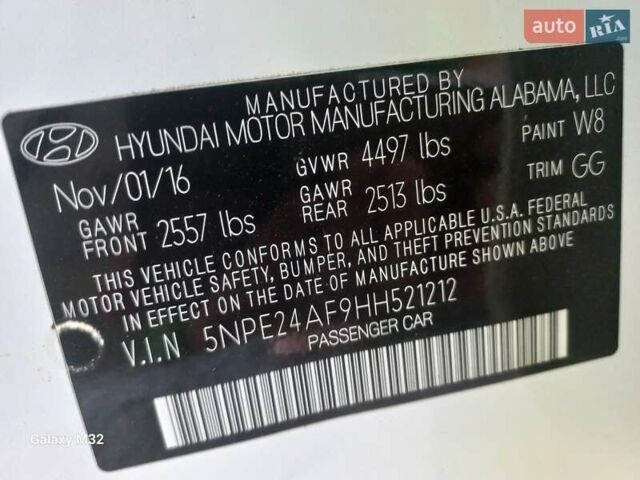 auto RIA
.com
MANUFACTURED BY
HYUNDAI MOTOR MANUFACTURING ALABAMA, LLC
Nov/01/16 GVWR 4497 lbs PAINT W8
GAWR FRONT 2557 lbs GAWR REAR 2513 lbs TRIM GG
THIS VEHICLE CONFORMS TO ALL APPLICABLE U.S.A. FEDERAL
MOTOR VEHICLE SAFETY, BUMPER, AND THEFT PREVENTION STANDARDS
IN EFFECT ON THE DATE OF MANUFACTURE SHOWN ABOVE
V.I.N 5NPE24AF9HH521212
PASSENGER CAR
Galaxy M32